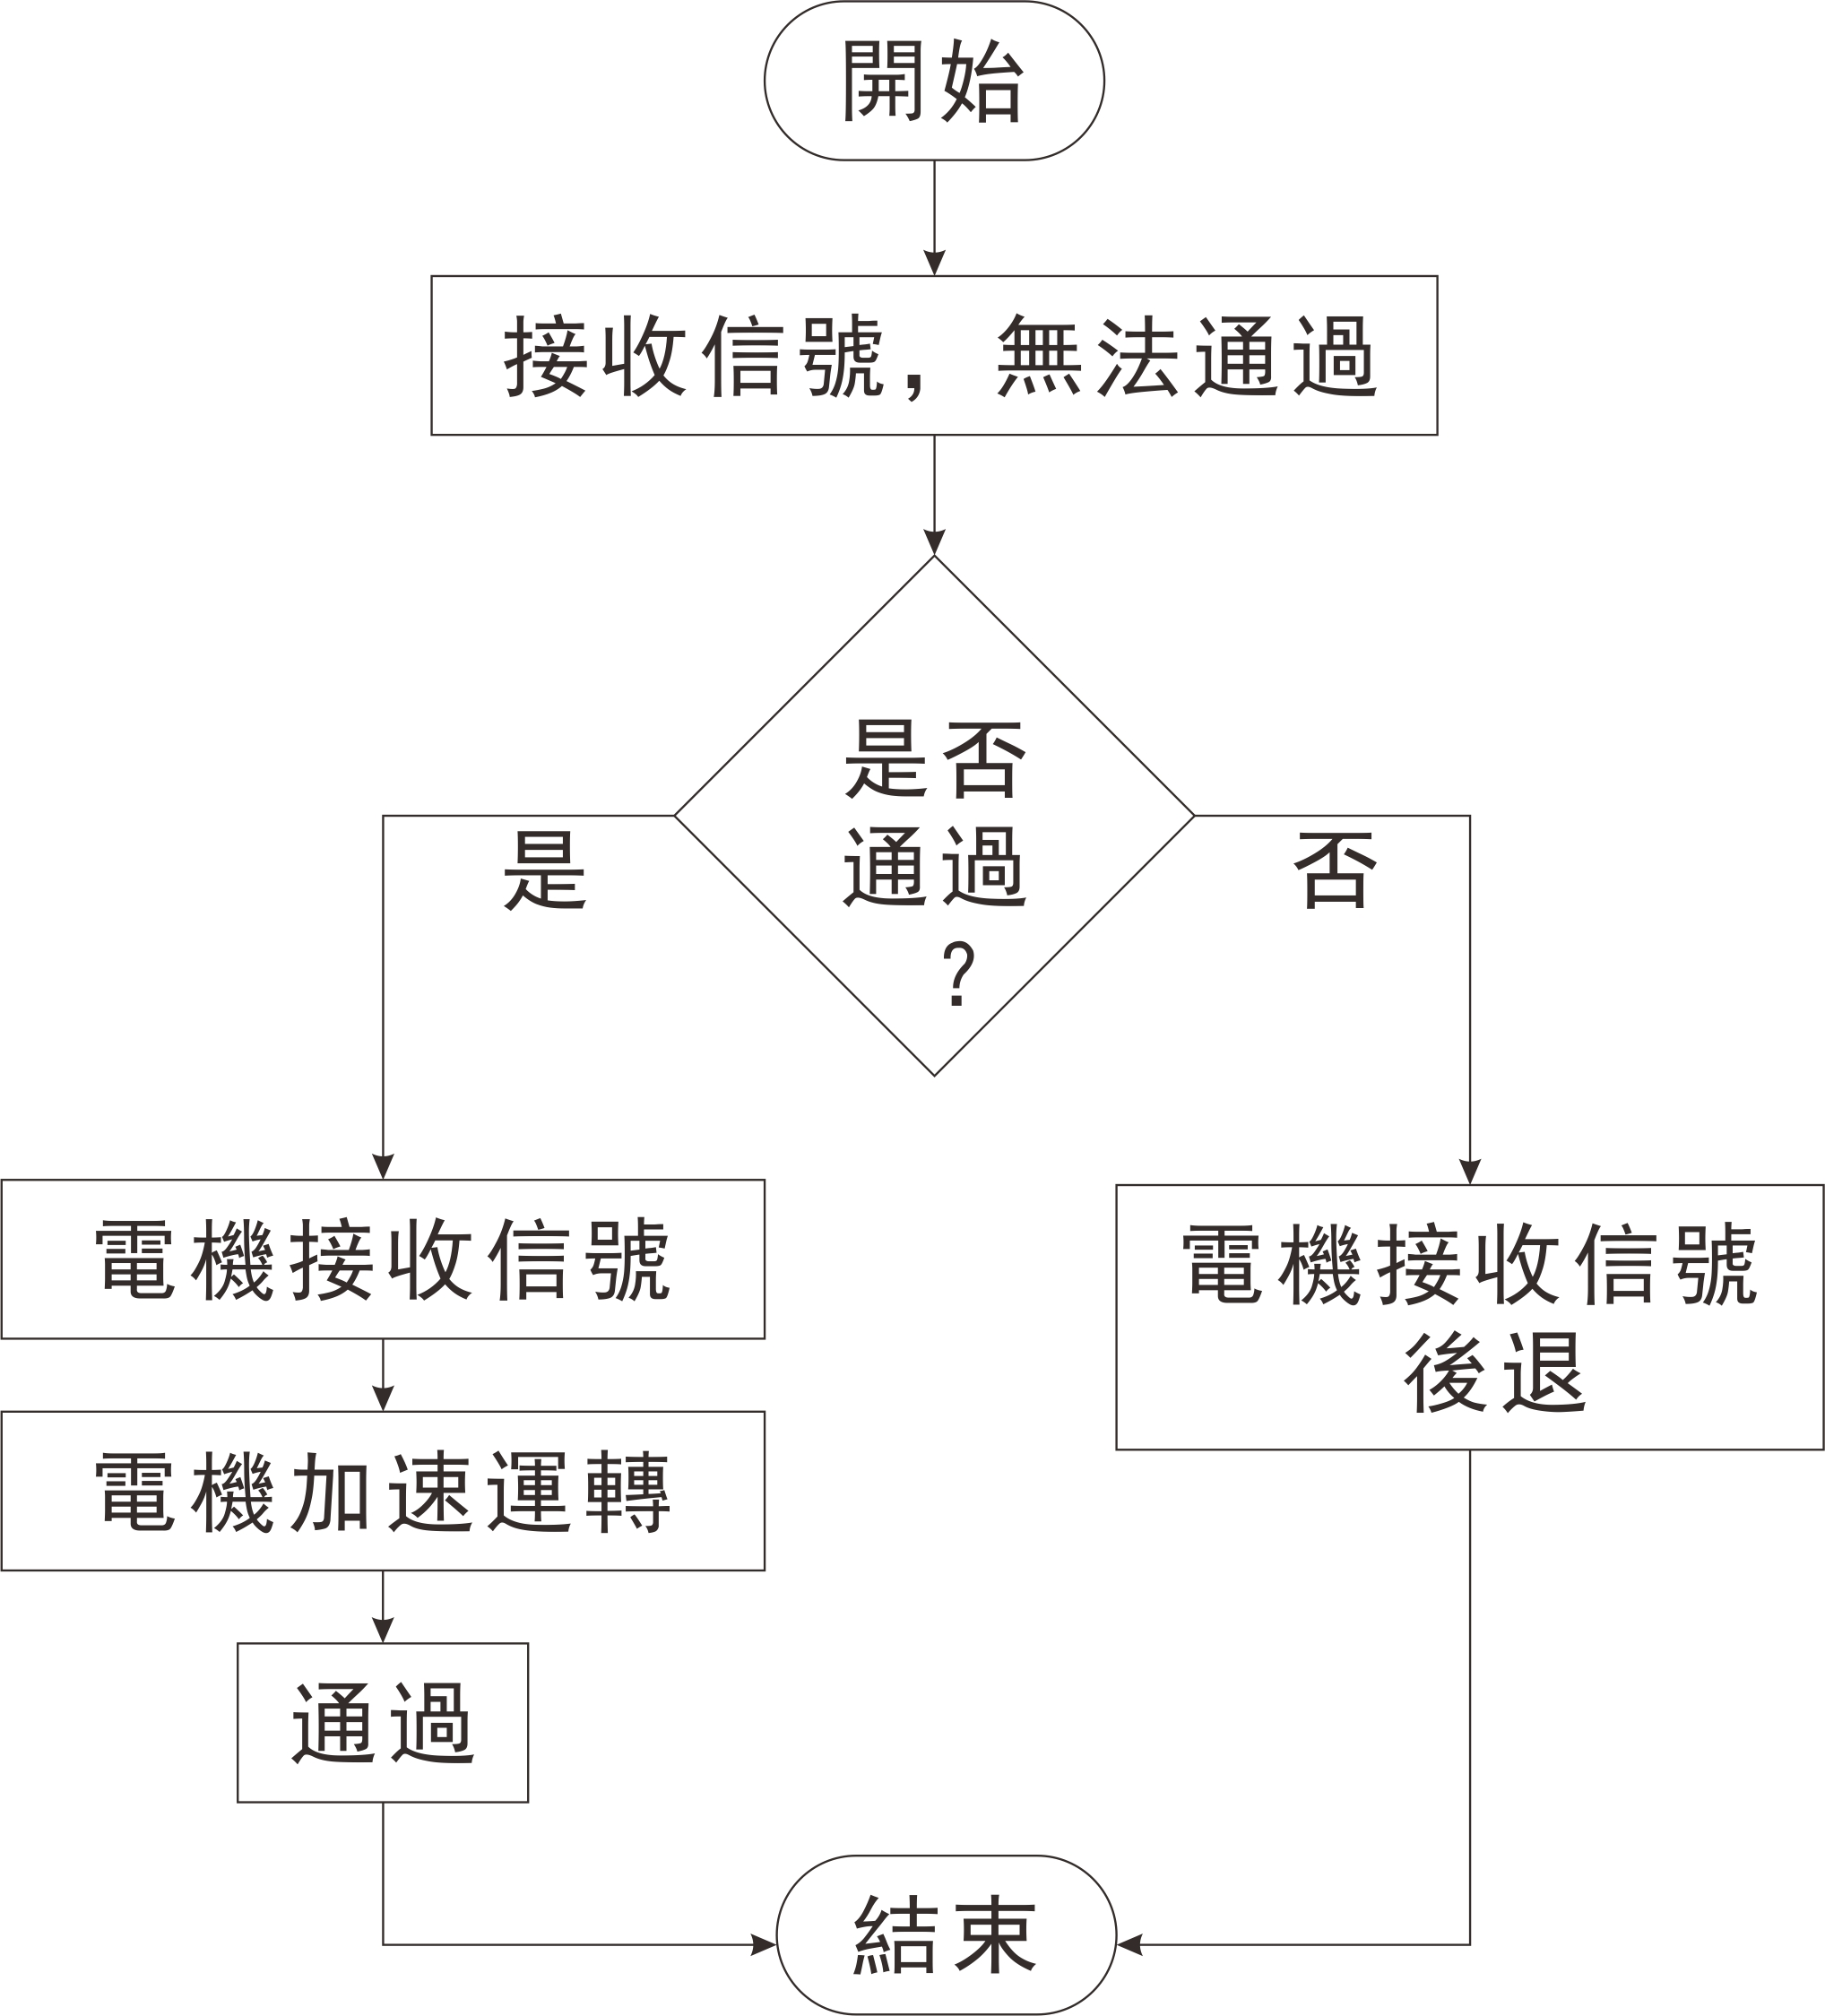 開始
接收信號，無法通過
是否
通過
？
是
否
電機接收信號
電機加速運轉
通過
電機接收信號
後退
結束